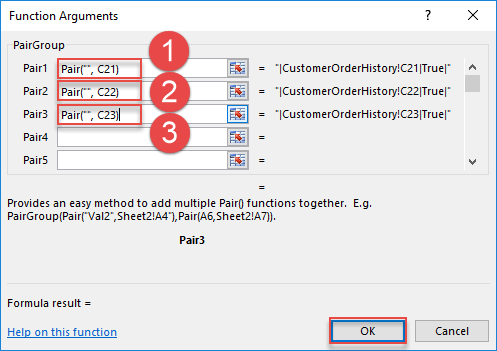 Function Arguments
PairGroup
1
Pair1 Pair("", C21) = "|CustomerOrderHistory!C21|True|"
Pair2 Pair("", C22) = "|CustomerOrderHistory!C22|True|"
2
Pair3 Pair("", C23) = "|CustomerOrderHistory!C23|True|"
3
Pair4 =
Pair5 =
=
Provides an easy method to add multiple Pair() functions together. E.g.
PairGroup(Pair("Val2",Sheet2!A4"),Pair(A6,Sheet2!A7)).
Pair3
Formula result =
Help on this function
OK
Cancel